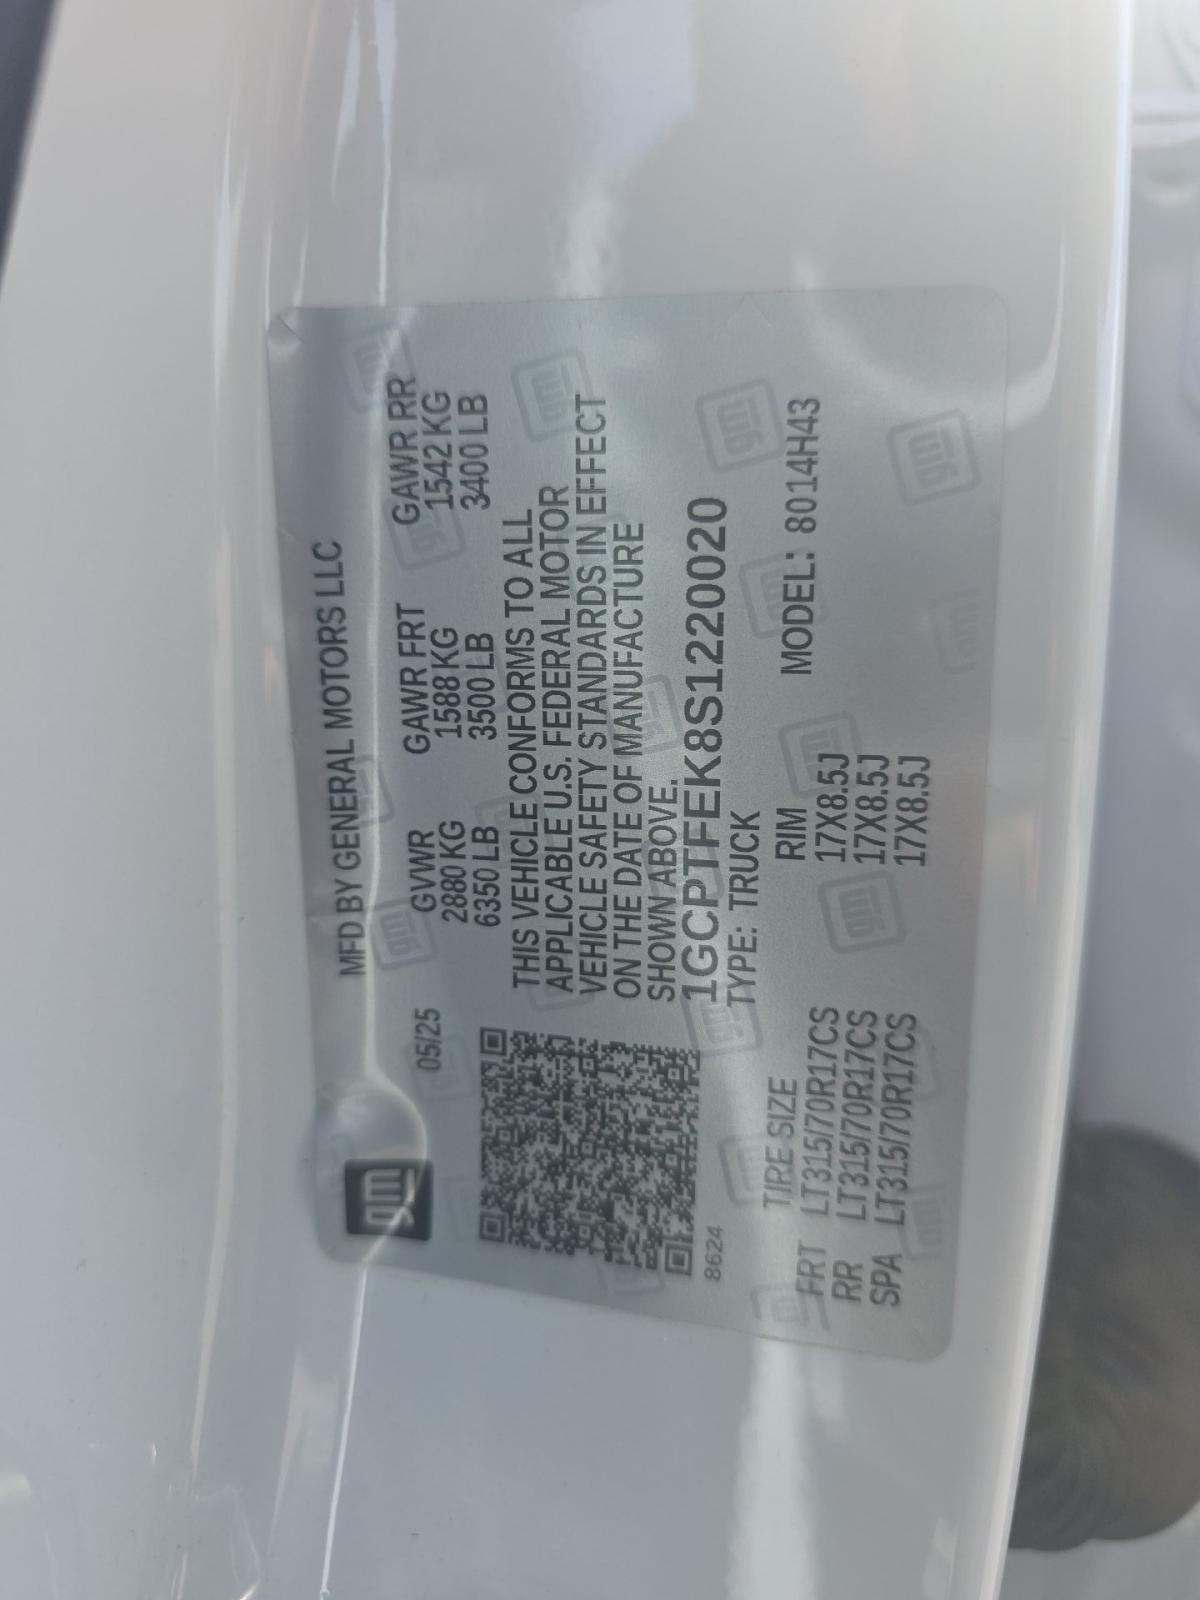 gm
MFD BY GENERAL MOTORS LLC
05/25
GVWR GAWR FRT GAWR RR
2880 KG 1588 KG 1542 KG
6350 LB 3500 LB 3400 LB
THIS VEHICLE CONFORMS TO ALL
APPLICABLE U.S. FEDERAL MOTOR
VEHICLE SAFETY STANDARDS IN EFFECT
ON THE DATE OF MANUFACTURE
SHOWN ABOVE.
1GCPTFEK8S1220020
8624
TYPE: TRUCK
TIRE SIZE RIM MODEL: 8014H43
FRT LT315/70R17CS 17X8.5J
RR LT315/70R17CS 17X8.5J
SPA LT315/70R17CS 17X8.5J